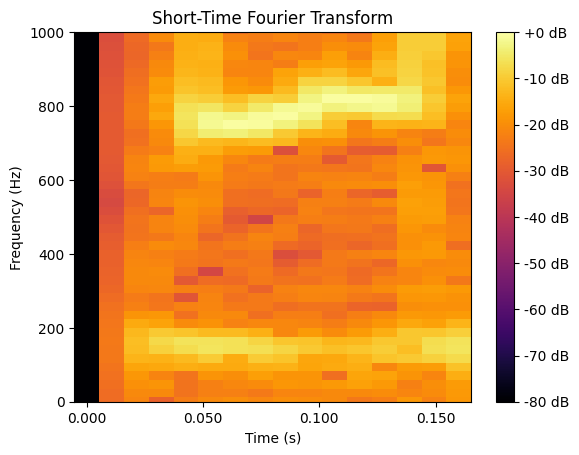 Short-Time Fourier Transform
1000
800
600
400
200
0
Frequency (Hz)
0.000
0.050
0.100
0.150
Time (s)
+0 dB
-10 dB
-20 dB
-30 dB
-40 dB
-50 dB
-60 dB
-70 dB
-80 dB